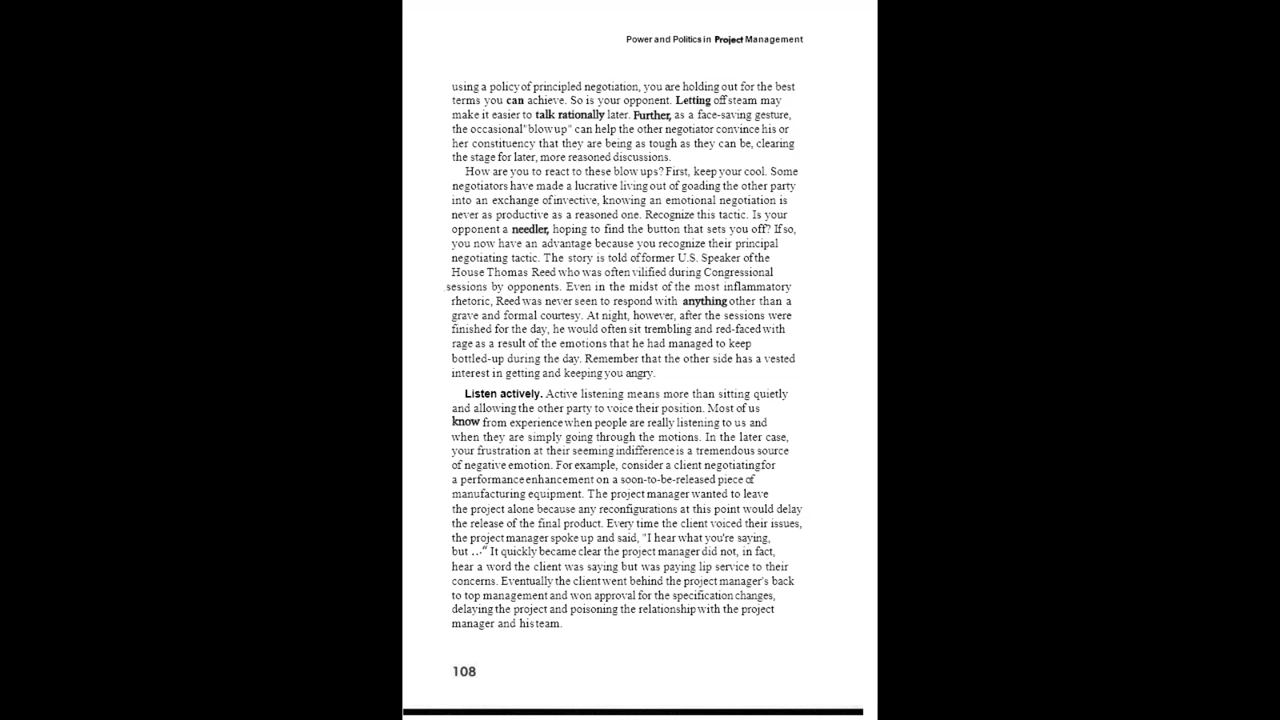 Power and Politics in Project Management
using a policy of principled negotiation, you are holding out for the best
terms you can achieve. So is your opponent. Letting off steam may
make it easier to talk rationally later. Further, as a face-saving gesture,
the occasional "blow up" can help the other negotiator convince his or
her constituency that they are being as tough as they can be, clearing
the stage for later, more reasoned discussions.
How are you to react to these blow ups? First, keep your cool. Some
negotiators have made a lucrative living out of goading the other party
into an exchange of invective, knowing an emotional negotiation is
never as productive as a reasoned one. Recognize this tactic. Is your
opponent a needler, hoping to find the button that sets you off? If so,
you now have an advantage because you recognize their principal
negotiating tactic. The story is told of former U.S. Speaker of the
House Thomas Reed who was often vilified during Congressional
sessions by opponents. Even in the midst of the most inflammatory
rhetoric, Reed was never seen to respond with anything other than a
grave and formal courtesy. At night, however, after the sessions were
finished for the day, he would often sit trembling and red-faced with
rage as a result of the emotions that he had managed to keep
bottled-up during the day. Remember that the other side has a vested
interest in getting and keeping you angry.
Listen actively. Active listening means more than sitting quietly
and allowing the other party to voice their position. Most of us
know from experience when people are really listening to us and
when they are simply going through the motions. In the later case,
your frustration at their seeming indifference is a tremendous source
of negative emotion. For example, consider a client negotiating for
a performance enhancement on a soon-to-be-released piece of
manufacturing equipment. The project manager wanted to leave
the project alone because any reconfigurations at this point would delay
the release of the final product. Every time the client voiced their issues,
the project manager spoke up and said, "I hear what you're saying,
but ..." It quickly became clear the project manager did not, in fact,
hear a word the client was saying but was paying lip service to their
concerns. Eventually the client went behind the project manager's back
to top management and won approval for the specification changes,
delaying the project and poisoning the relationship with the project
manager and his team.
108